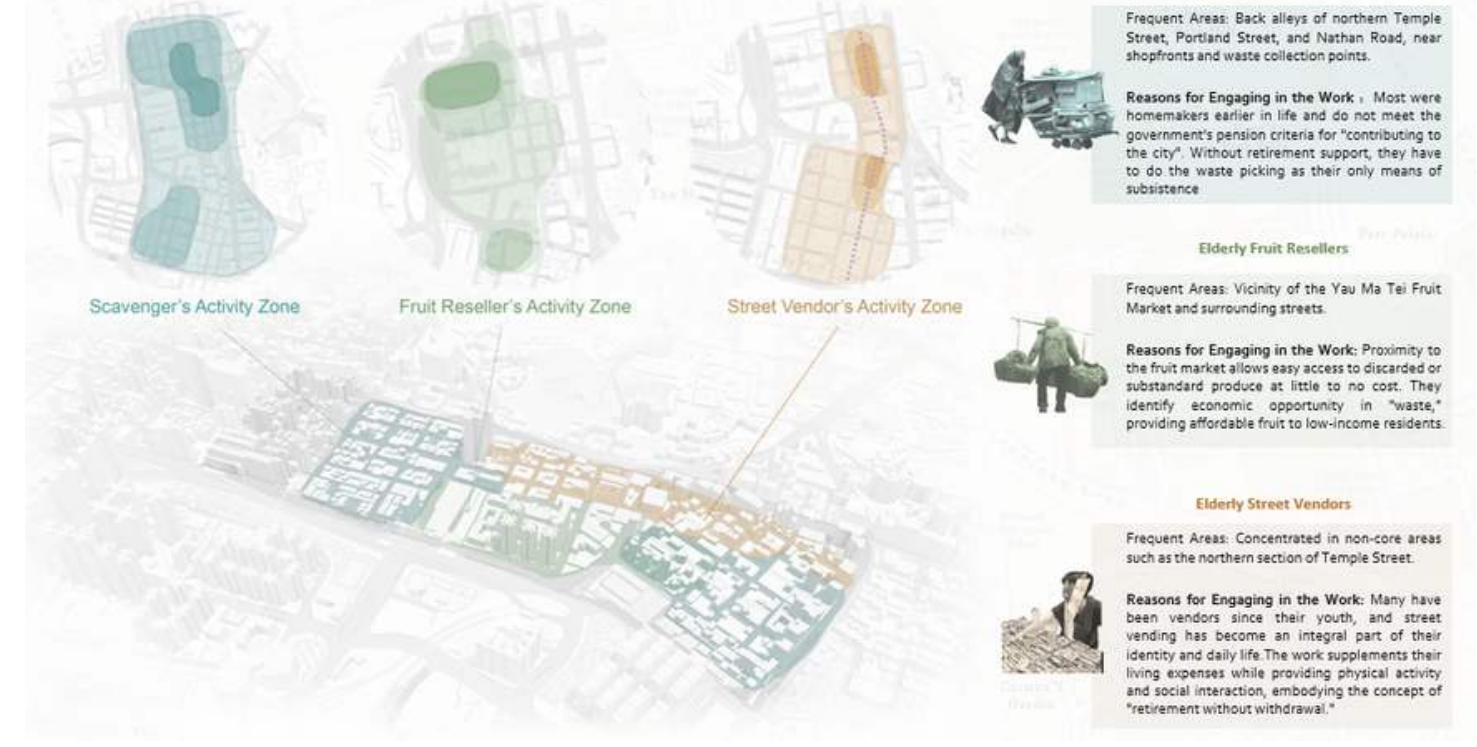 Scavenger's Activity Zone
Fruit Reseller's Activity Zone
Street Vendor's Activity Zone
Frequent Areas: Back alleys of northern Temple
Street, Portland Street, and Nathan Road, near
shopfronts and waste collection points.
Reasons for Engaging in the Work : Most were
homemakers earlier in life and do not meet the
government's pension criteria for "contributing to
the city". Without retirement support, they have
to do the waste picking as their only means of
subsistence
Elderly Fruit Resellers
Frequent Areas: Vicinity of the Yau Ma Tei Fruit
Market and surrounding streets.
Reasons for Engaging in the Work: Proximity to
the fruit market allows easy access to discarded or
substandard produce at little to no cost. They
identify economic opportunity in "waste,"
providing affordable fruit to low-income residents.
Elderly Street Vendors
Frequent Areas: Concentrated in non-core areas
such as the northern section of Temple Street.
Reasons for Engaging in the Work: Many have
been vendors since their youth, and street
vending has become an integral part of their
identity and daily life.The work supplements their
living expenses while providing physical activity
and social interaction, embodying the concept of
"retirement without withdrawal."